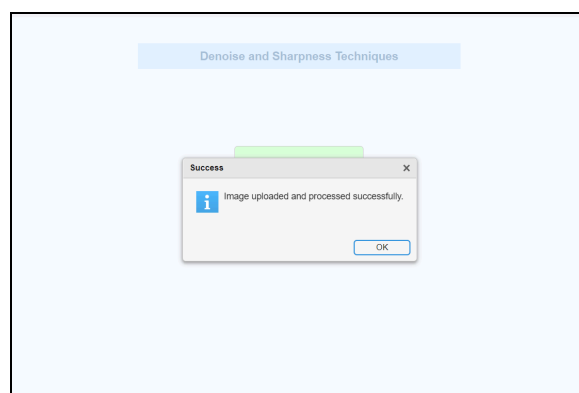 Denoise and Sharpness Techniques
Success
Image uploaded and processed successfully.
OK